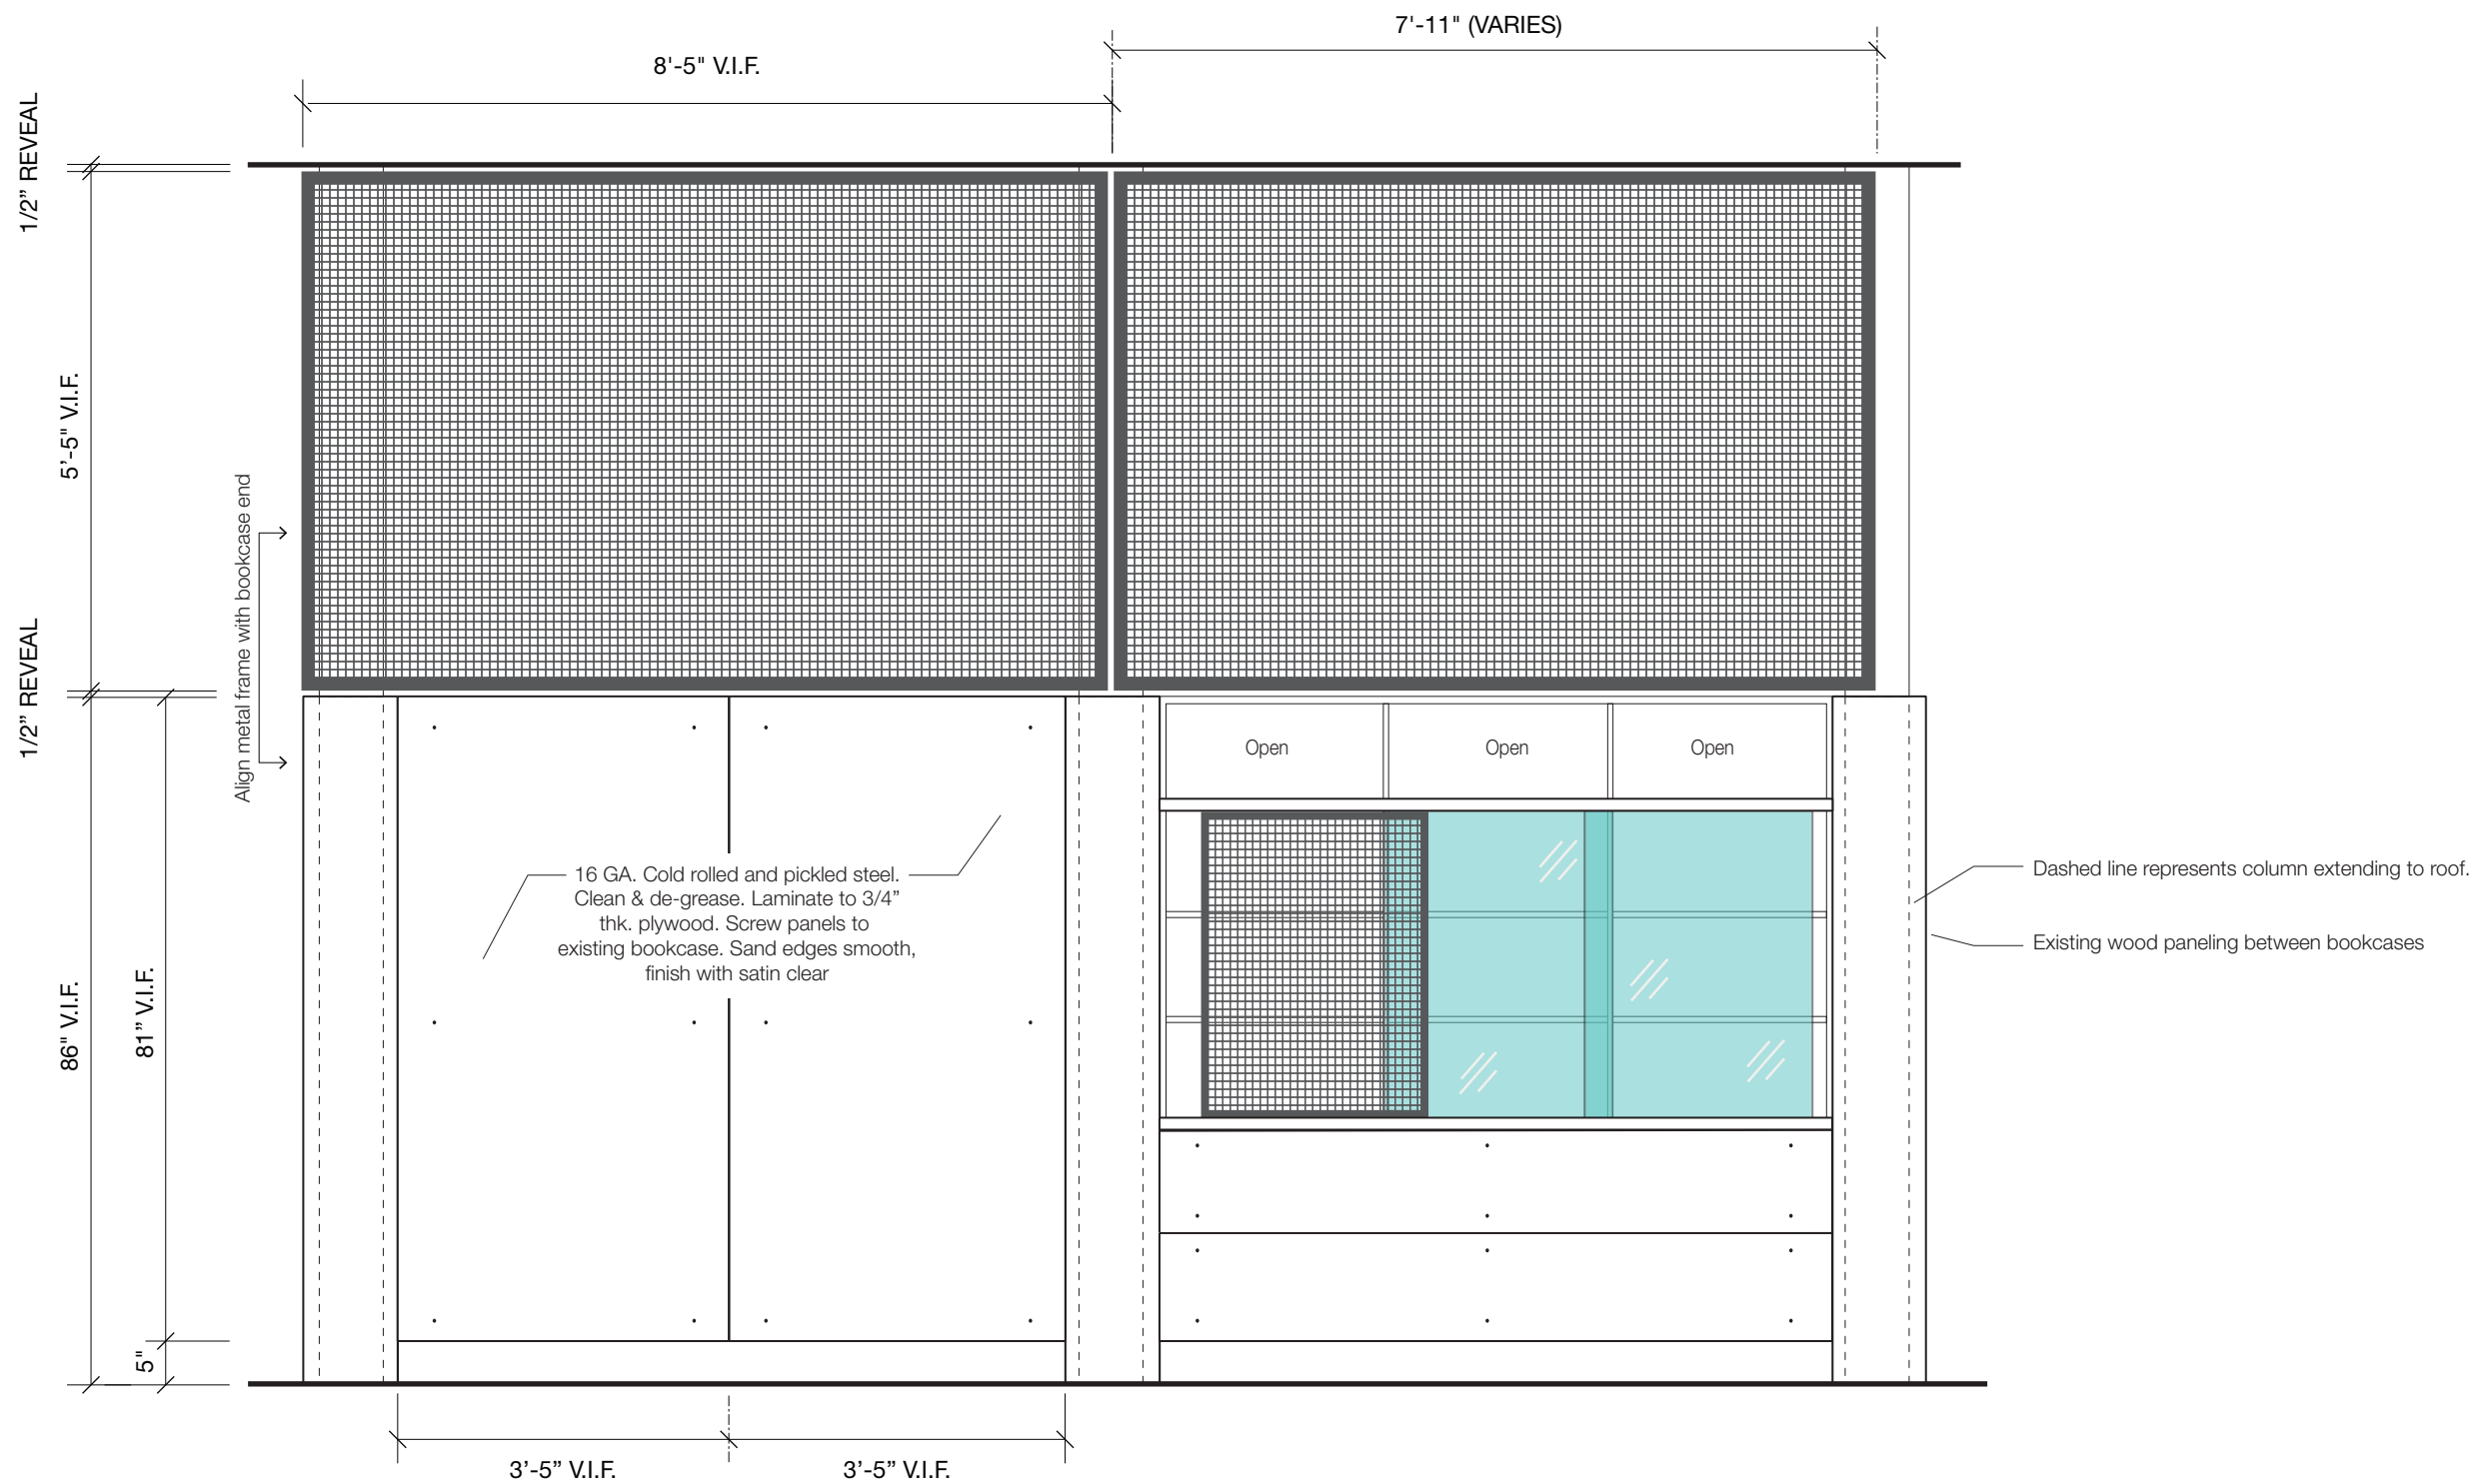 7'-11" (VARIES)
8'-5" V.I.F.
1/2” REVEAL
5’-5" V.I.F.
Align metal frame with bookcase end
1/2” REVEAL
Open
Open
Open
16 GA. Cold rolled and pickled steel.
Clean & de-grease. Laminate to 3/4”
thk. plywood. Screw panels to
existing bookcase. Sand edges smooth,
finish with satin clear
Dashed line represents column extending to roof.
Existing wood paneling between bookcases
86" V.I.F.
81” V.I.F.
5"
3’-5” V.I.F.
3’-5” V.I.F.